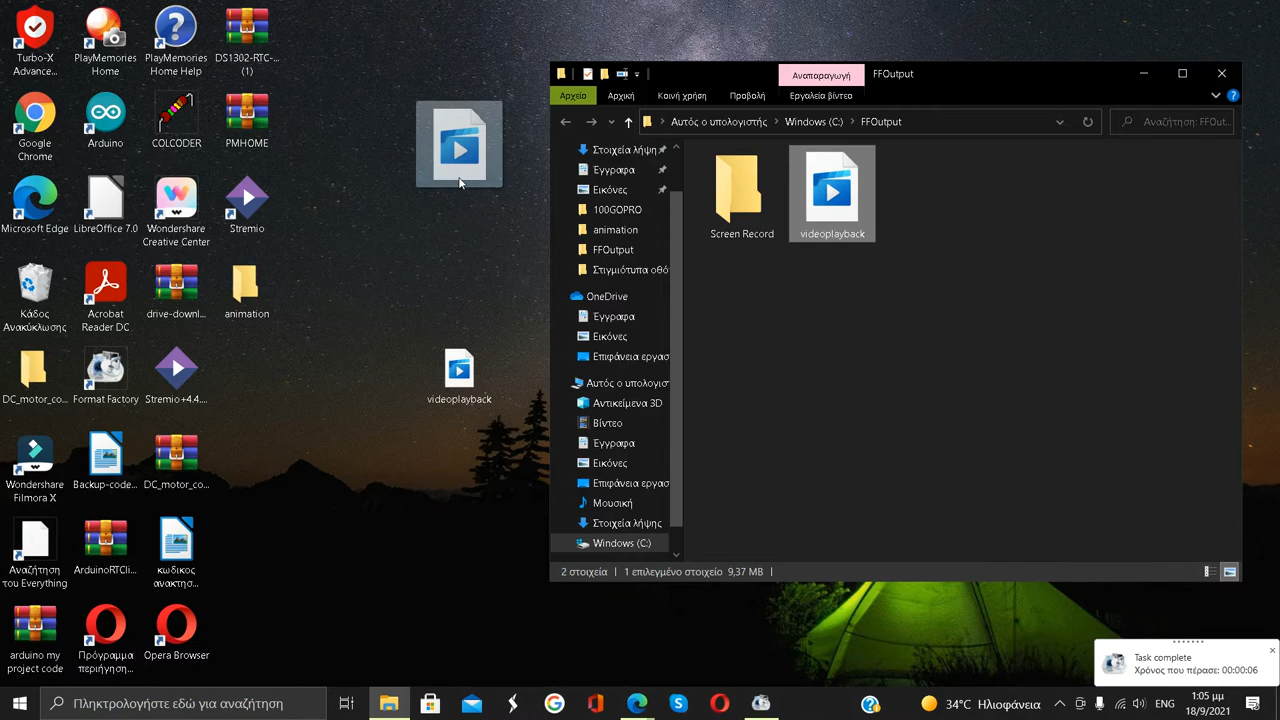 Turbo-X
Advance...
PlayMemories
Home
PlayMemories
Home Help
DS1302-RTC-...
(1)
Google
Chrome
Arduino
COLCODER
PMHOME
Microsoft Edge
LibreOffice 7.0
Wondershare
Creative Center
Stremio
Κάδος
Ανακύκλωσης
Acrobat
Reader DC
drive-downl...
animation
DC_motor_co...
Format Factory
Stremio+4.4....
videoplayback
Wondershare
Filmora X
Backup-code...
DC_motor_co...
Αναζήτηση
του Everything
ArduinoRTCli...
κωδικος
ανακτησ...
arduino my
project code
Πρόγραμμα
περιήγηση...
Opera Browser
Αναπαραγωγή
FFOutput
Αρχείο
Αρχική
Κοινή χρήση
Προβολή
Εργαλεία βίντεο
Αυτός ο υπολογιστής
Windows (C:)
FFOutput
Αναζήτηση: FFOut...
Στοιχεία λήψη
Έγγραφα
Εικόνες
100GOPRO
animation
FFOutput
Στιγμιότυπα οθό
OneDrive
Έγγραφα
Εικόνες
Επιφάνεια εργασ
Αυτός ο υπολογισ
Αντικείμενα 3D
Βίντεο
Έγγραφα
Εικόνες
Επιφάνεια εργασ
Μουσική
Στοιχεία λήψης
Windows (C:)
Screen Record
videoplayback
2 στοιχεία
1 επιλεγμένο στοιχείο 9,37 MB
Task complete
Χρόνος που πέρασε: 00:00:06
Πληκτρολογήστε εδώ για αναζήτηση
34°C Ηλιοφάνεια
ENG
1:05 μμ
18/9/2021